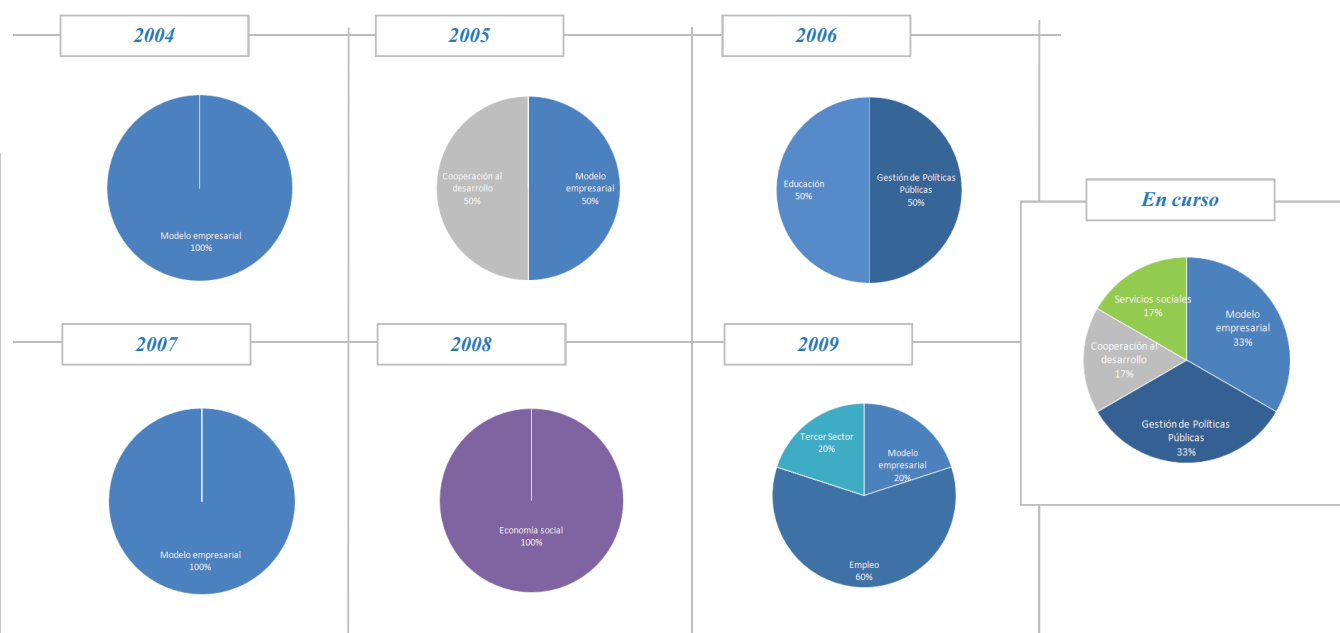 2004
Modelo empresarial
100%
2005
Cooperación al
desarrollo
50%
Modelo
empresarial
50%
2006
Educación
50%
Gestión de Políticas
Públicas
50%
2007
Modelo empresarial
100%
2008
Economía social
100%
2009
Tercer Sector
20%
Modelo
empresarial
20%
Empleo
60%
En curso
Servicios sociales
17%
Modelo
empresarial
33%
Cooperación al
desarrollo
17%
Gestión de Políticas
Públicas
33%